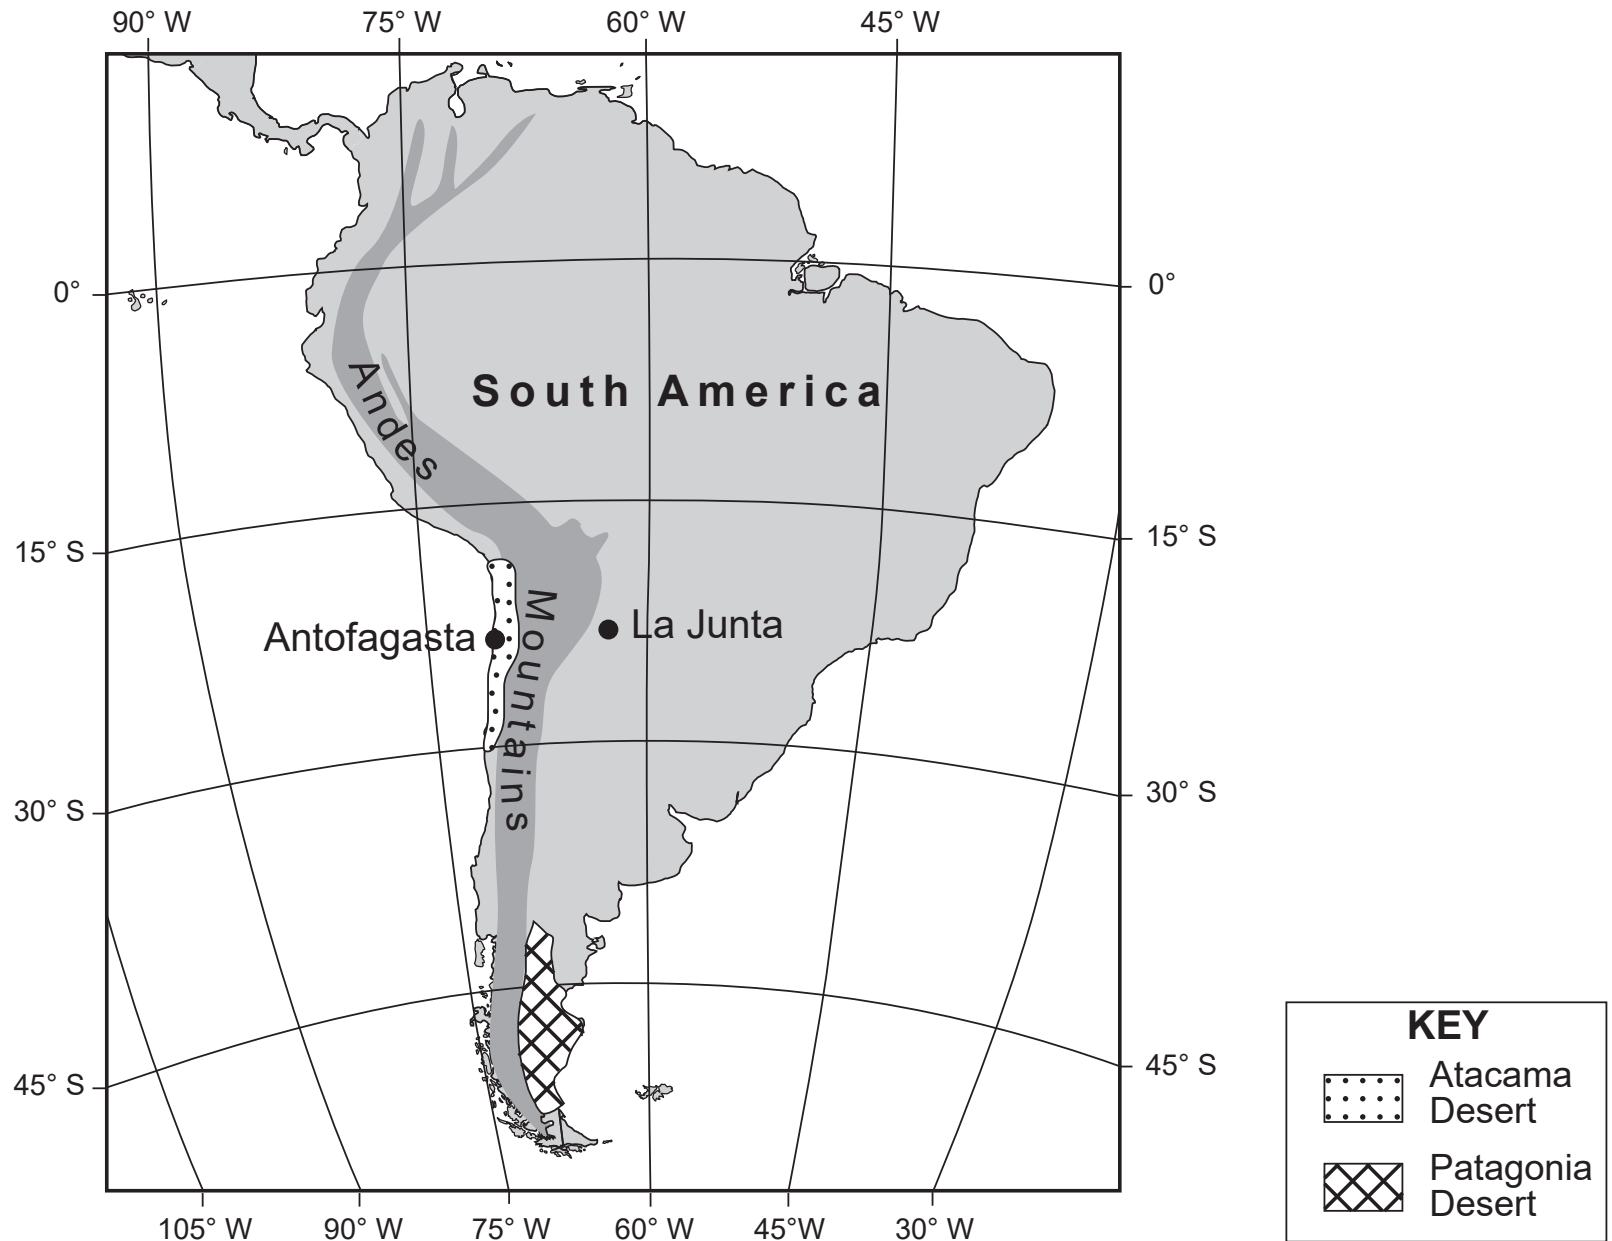 90° W 75° W 60° W 45° W
0° 0°
South America
Andes
15° S 15° S
Antofagasta
La Junta
Mountains
30° S 30° S
45° S 45° S
105° W 90° W 75° W 60° W 45° W 30° W
KEY
Atacama
Desert
Patagonia
Desert